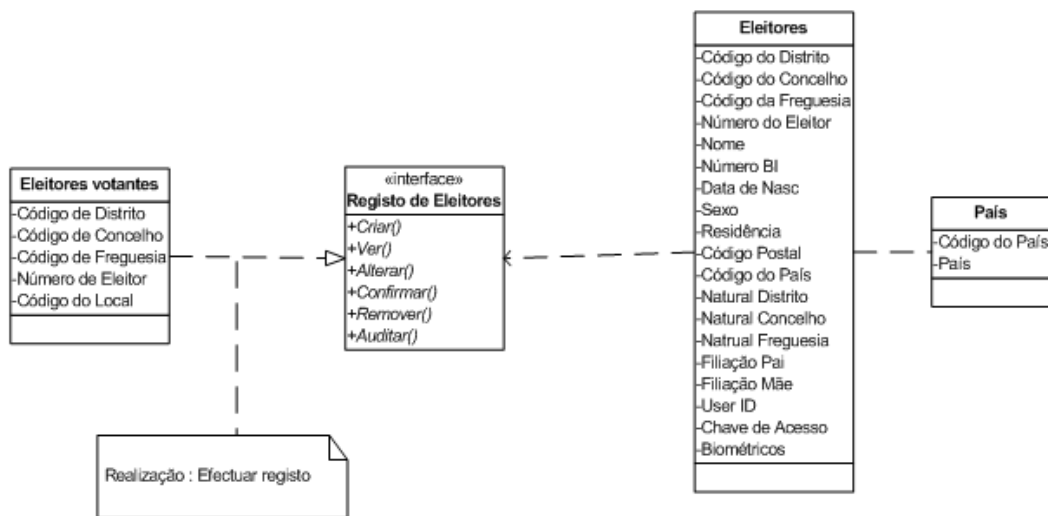 Eleitores votantes
-Código de Distrito
-Código de Concelho
-Código de Freguesia
-Número de Eleitor
-Código do Local
«interface»
Registo de Eleitores
+Criar()
+Ver()
+Alterar()
+Confirmar()
+Remover()
+Auditar()
Realização : Efectuar registo
Eleitores
-Código do Distrito
-Código do Concelho
-Código da Freguesia
-Número do Eleitor
-Nome
-Número BI
-Data de Nasc
-Sexo
-Residência
-Código Postal
-Código do País
-Natural Distrito
-Natural Concelho
-Natrual Freguesia
-Filiação Pai
-Filiação Mãe
-User ID
-Chave de Acesso
-Biométricos
País
-Código do País
-País